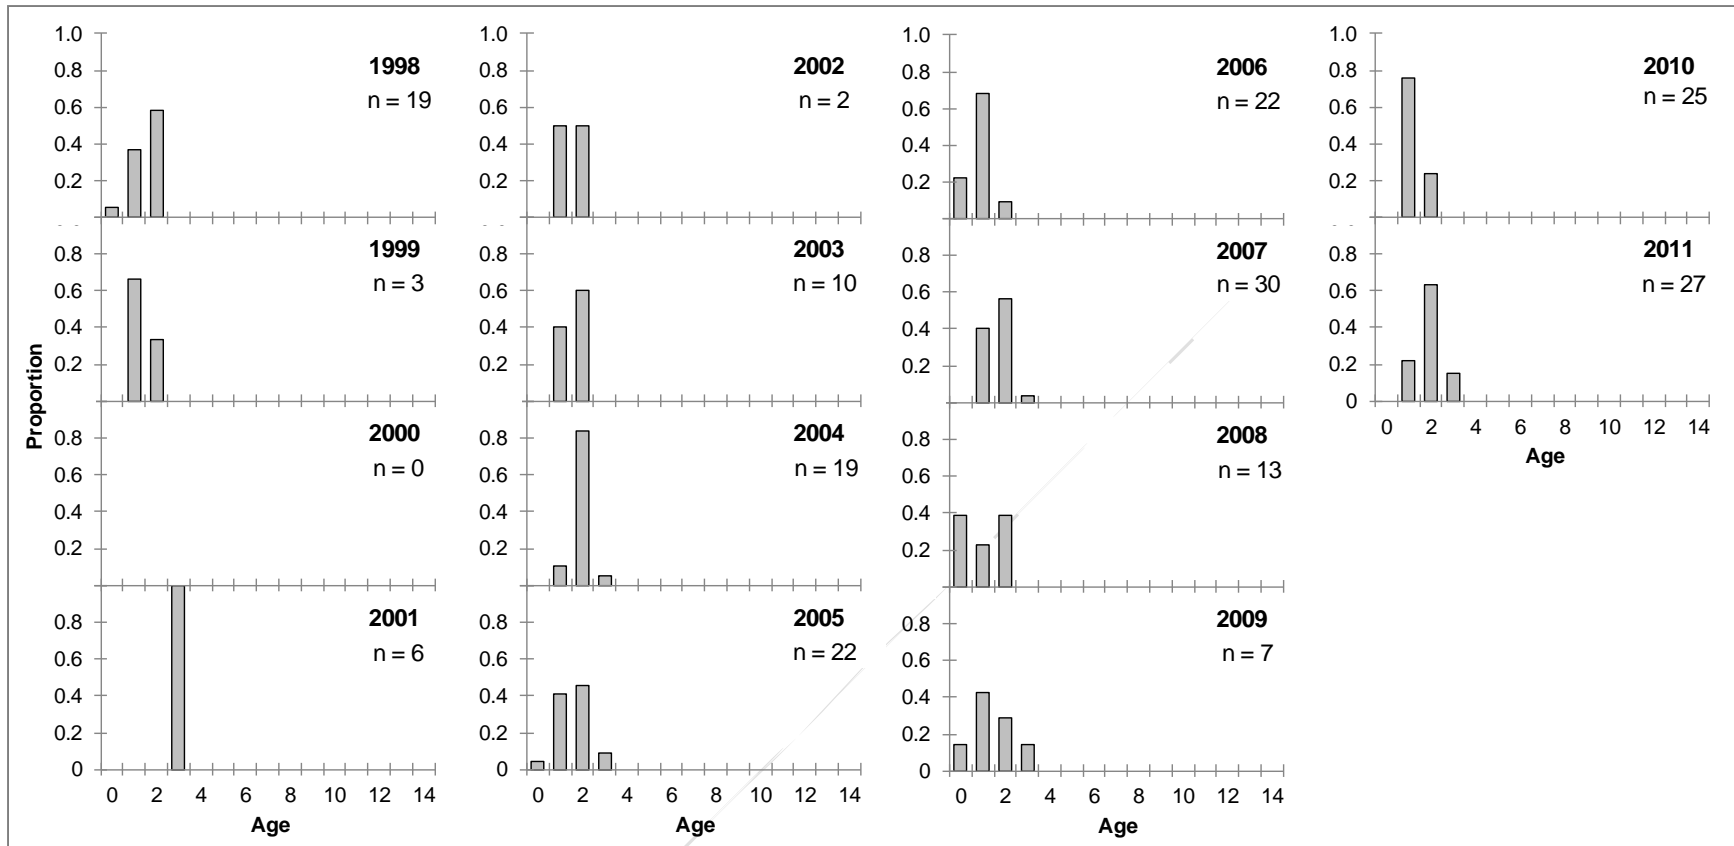 1.0 0.8 0.6 0.4 0.2
1998
n = 19
0.8 0.6 0.4 0.2
1999
n = 3
0.8 0.6 0.4 0.2
2000
n = 0
0.8 0.6 0.4 0.2 0
2001
n = 6
0 2 4 6 8 10 12 14
Age
Proportion
1.0 0.8 0.6 0.4 0.2
2002
n = 2
0.8 0.6 0.4 0.2
2003
n = 10
0.8 0.6 0.4 0.2
2004
n = 19
0.8 0.6 0.4 0.2 0
2005
n = 22
0 2 4 6 8 10 12 14
Age
1.0 0.8 0.6 0.4 0.2
2006
n = 22
0.8 0.6 0.4 0.2
2007
n = 30
0.8 0.6 0.4 0.2
2008
n = 13
0.8 0.6 0.4 0.2 0
2009
n = 7
0 2 4 6 8 10 12 14
Age
1.0 0.8 0.6 0.4 0.2
2010
n = 25
0.8 0.6 0.4 0.2 0
2011
n = 27
0 2 4 6 8 10 12 14
Age